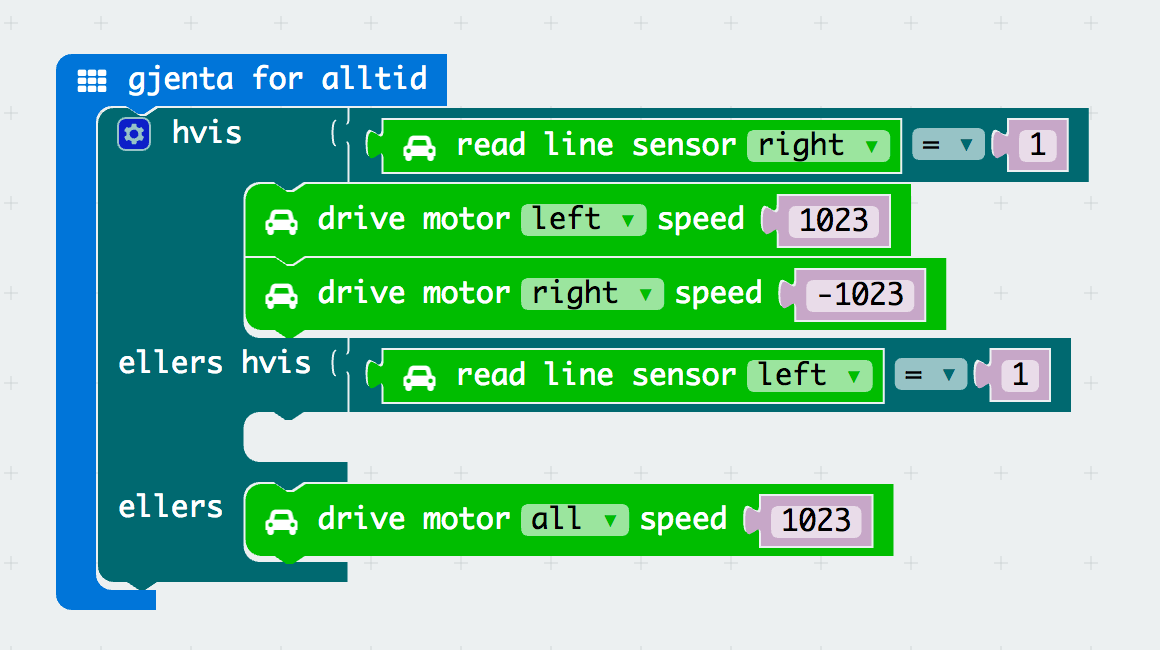 gjenta for alltid
hvis read line sensor right ▼ = ▼ 1
drive motor left ▼ speed 1023
drive motor right ▼ speed -1023
ellers hvis read line sensor left ▼ = ▼ 1
ellers drive motor all ▼ speed 1023